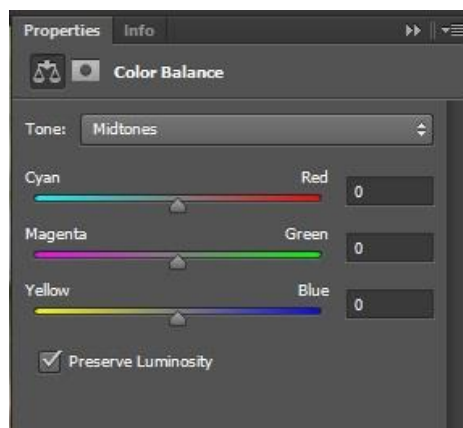 Properties Info
Color Balance
Tone: Midtones
Cyan Red 0
Magenta Green 0
Yellow Blue 0
Preserve Luminosity